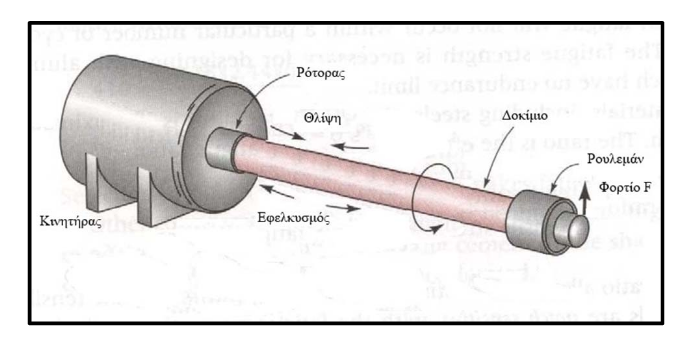 Ρότορας
Θλίψη
Δοκίμιο
Ρουλεμάν
Φορτίο F
Κινητήρας
Εφελκυσμός